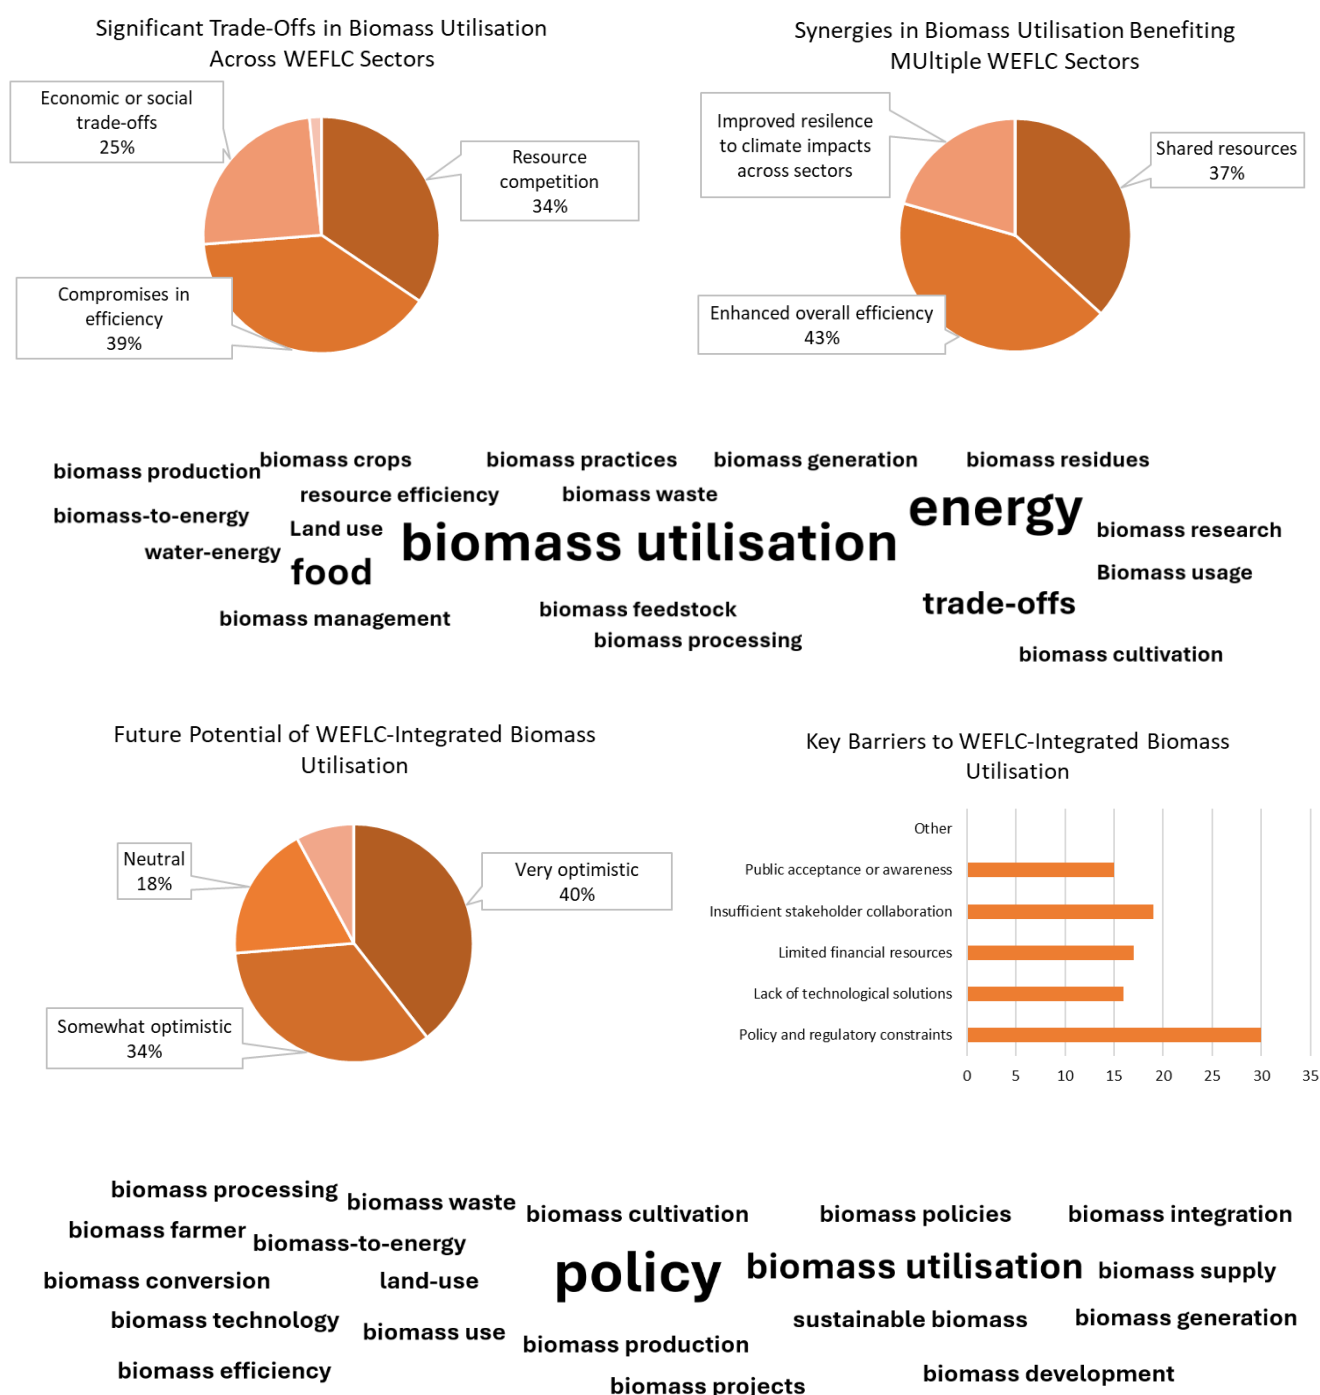 Significant Trade-Offs in Biomass Utilisation
Across WEFLC Sectors
Economic or social
trade-offs
25%
Resource
competition
34%
Compromises in
efficiency
39%
Synergies in Biomass Utilisation Benefiting
MUltiple WEFLC Sectors
Improved resilence
to climate impacts
across sectors
Shared resources
37%
Enhanced overall efficiency
43%
biomass production
biomass crops
biomass practices
biomass generation
biomass residues
resource efficiency
biomass waste
energy
biomass-to-energy
Land use
biomass utilisation
biomass research
water-energy
food
Biomass usage
biomass management
biomass feedstock
trade-offs
biomass processing
biomass cultivation
Future Potential of WEFLC-Integrated Biomass
Utilisation
Neutral
18%
Very optimistic
40%
Somewhat optimistic
34%
Key Barriers to WEFLC-Integrated Biomass
Utilisation
Other
Public acceptance or awareness
Insufficient stakeholder collaboration
Limited financial resources
Lack of technological solutions
Policy and regulatory constraints
0 5 10 15 20 25 30 35
biomass processing
biomass waste
biomass cultivation
biomass policies
biomass integration
biomass farmer
biomass-to-energy
policy
biomass utilisation
biomass supply
biomass conversion
land-use
biomass technology
biomass use
sustainable biomass
biomass generation
biomass production
biomass efficiency
biomass projects
biomass development